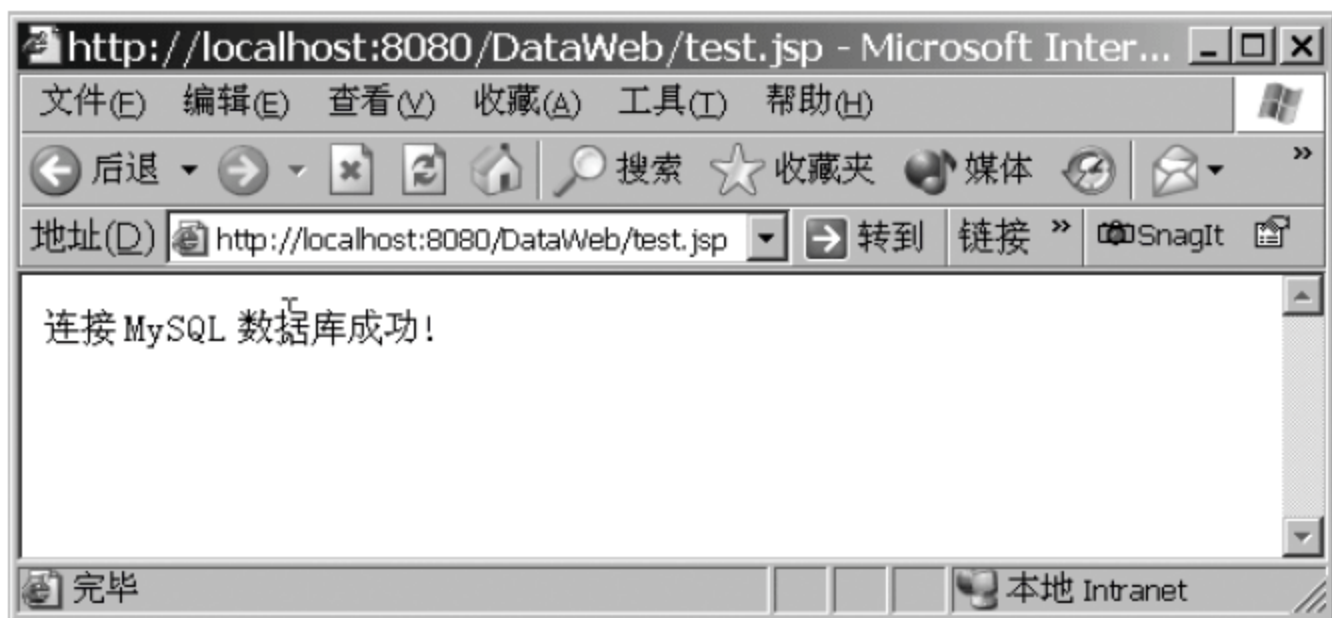 http://localhost:8080/DataWeb/test.jsp - Microsoft Inter...
文件(F) 编辑(E) 查看(V) 收藏(A) 工具(T) 帮助(H)
后退 搜索 收藏夹 媒体 »
地址(D) http://localhost:8080/DataWeb/test.jsp 转到 链接 » SnagIt
连接 MySQL 数据库成功!
完毕 本地 Intranet